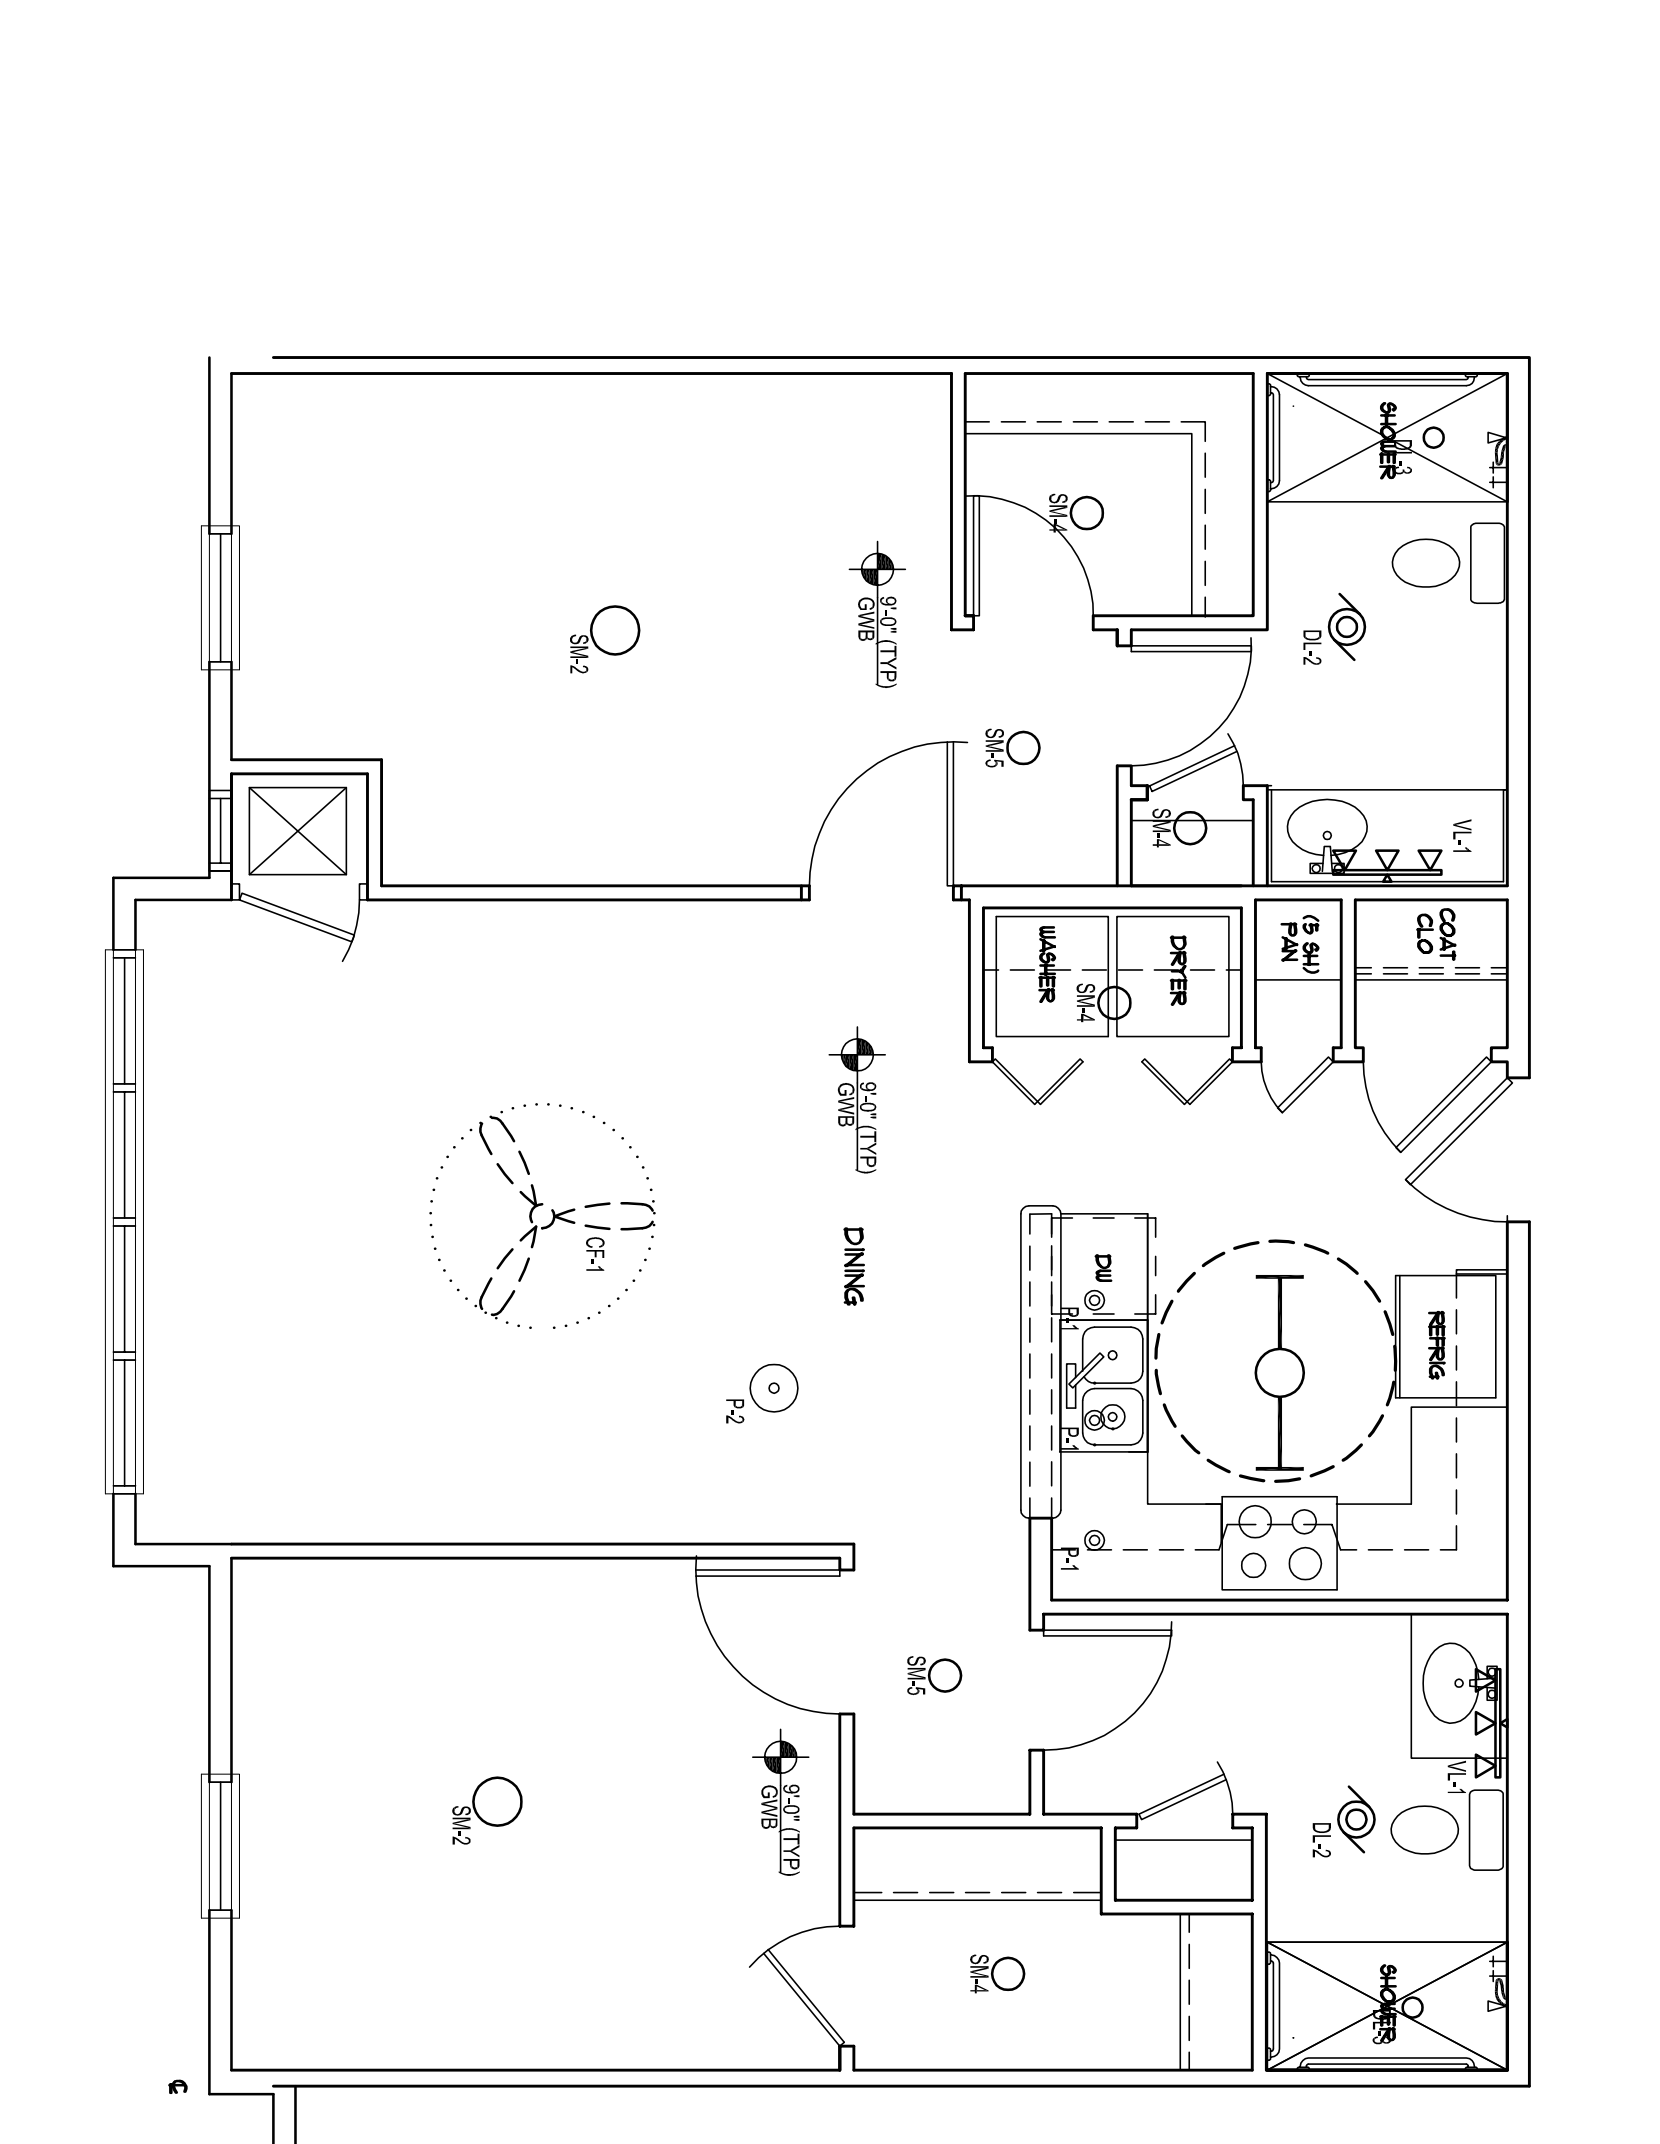 SHOWER
DL-3
SM-4
9'-0" (TYP)
GWB
DL-2
SM-2
SM-5
VL-1
SM-4
COAT
CLO
(5 SH)
PAN
DRYER
WASHER
SM-4
9'-0" (TYP)
GWB
CF-1
DINING
DW
P-1
REFRIG
P-2
P-1
P-1
SM-5
VL-1
9'-0" (TYP)
GWB
SM-2
DL-2
SM-4
SHOWER
DL-3